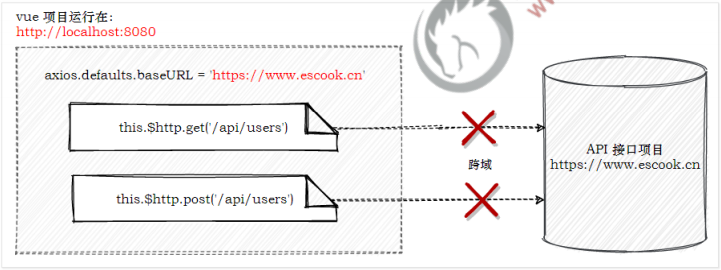 vue 项目运行在：
http://localhost:8080
axios.defaults.baseURL = 'https://www.escook.cn'
this.$http.get('/api/users')
跨域
API 接口项目
https://www.escook.cn
this.$http.post('/api/users')